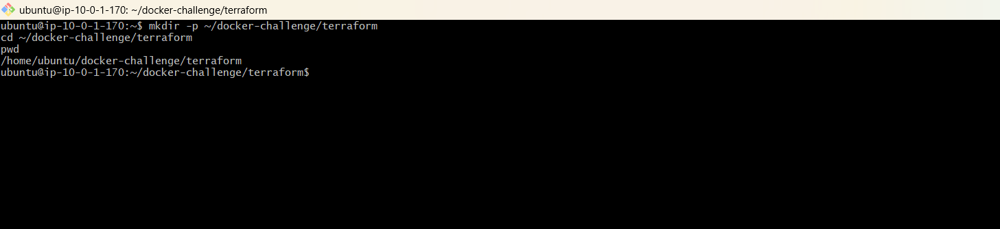 ubuntu@ip-10-0-1-170: ~/docker-challenge/terraform
ubuntu@ip-10-0-1-170:~$ mkdir -p ~/docker-challenge/terraform
cd ~/docker-challenge/terraform
pwd
/home/ubuntu/docker-challenge/terraform
ubuntu@ip-10-0-1-170:~/docker-challenge/terraform$